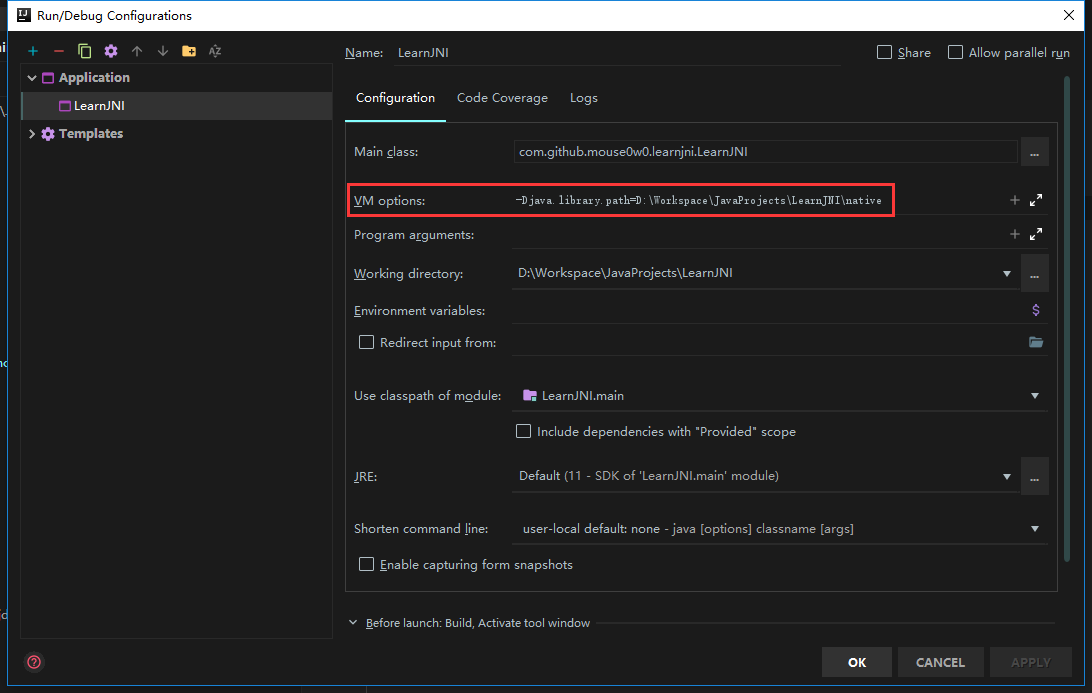 Run/Debug Configurations
Application
LearnJNI
Templates
Name: LearnJNI
Share
Allow parallel run
Configuration Code Coverage Logs
Main class: com.github.mouse0w0.learnjni.LearnJNI ...
VM options: -Djava.library.path=D:\Workspace\JavaProjects\LearnJNI\native
Program arguments:
Working directory: D:\Workspace\JavaProjects\LearnJNI ...
Environment variables: $
Redirect input from:
Use classpath of module: LearnJNI.main
Include dependencies with "Provided" scope
JRE: Default (11 - SDK of 'LearnJNI.main' module) ...
Shorten command line: user-local default: none - java [options] classname [args]
Enable capturing form snapshots
Before launch: Build, Activate tool window
OK CANCEL APPLY